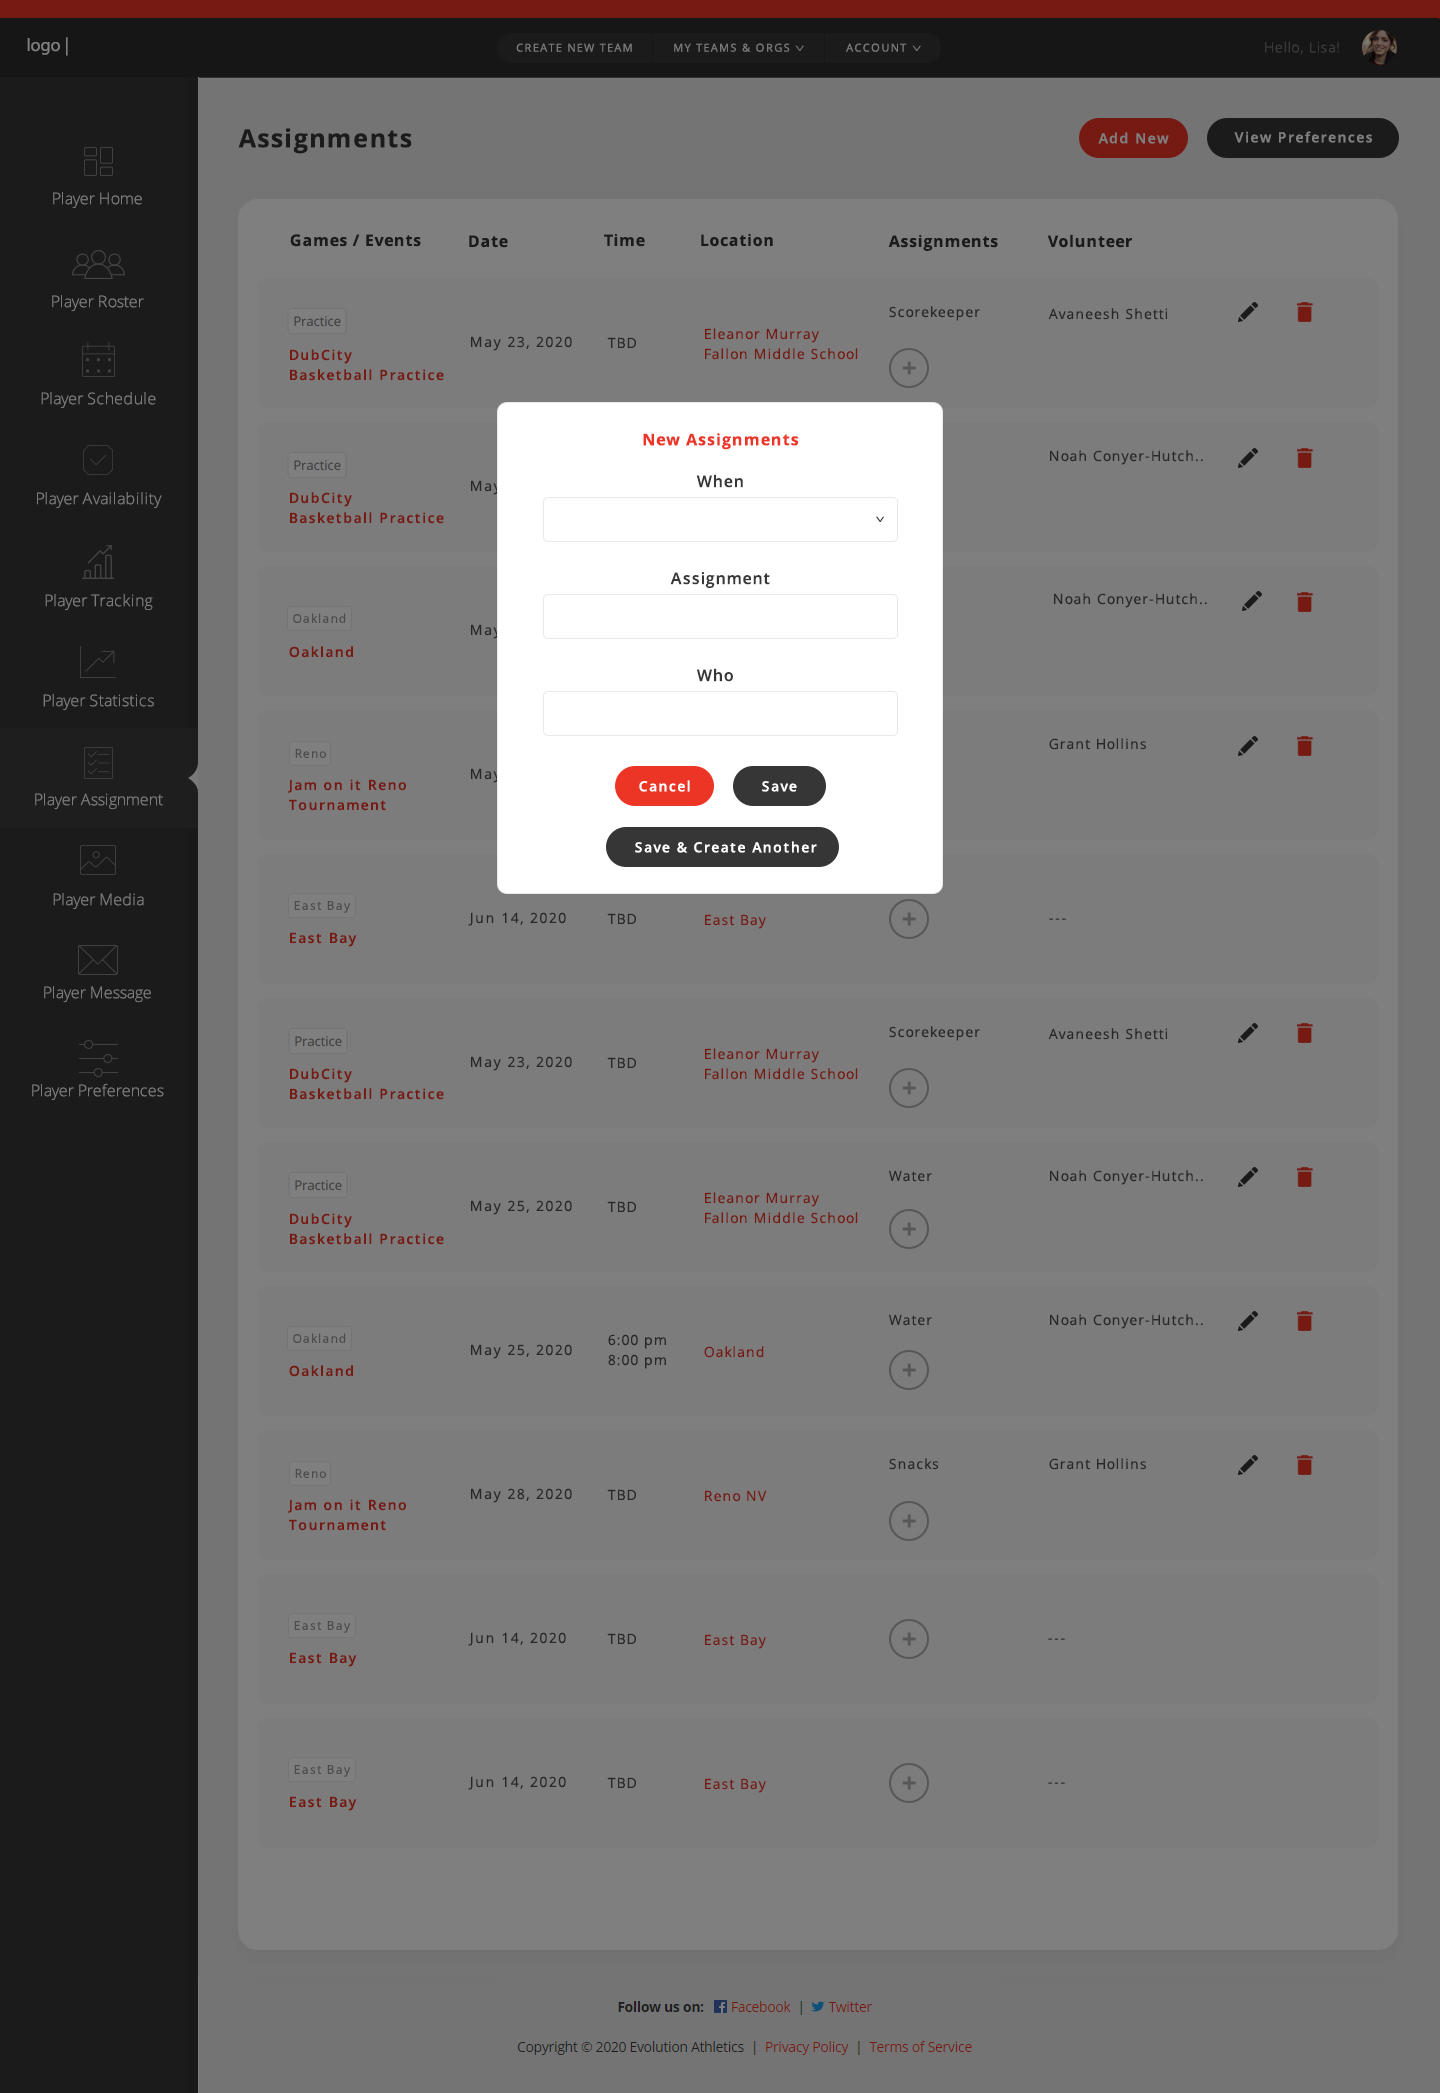 logo |
CREATE NEW TEAM
MY TEAMS & ORGS
ACCOUNT
Hello, Lisa!
Player Home
Player Roster
Player Schedule
Player Availability
Player Tracking
Player Statistics
Player Assignment
Player Media
Player Message
Player Preferences
Assignments
Add New
View Preferences
Games / Events
Date
Time
Location
Assignments
Volunteer
Practice
DubCity
Basketball Practice
May 23, 2020
TBD
Eleanor Murray
Fallon Middle School
Scorekeeper
Avaneesh Shetti
Practice
DubCity
Basketball Practice
May
Noah Conyer-Hutch..
Oakland
Oakland
May
Noah Conyer-Hutch..
Reno
Jam on it Reno
Tournament
May
Grant Hollins
New Assignments
When
Assignment
Who
Cancel
Save
Save & Create Another
East Bay
East Bay
Jun 14, 2020
TBD
East Bay
---
Practice
DubCity
Basketball Practice
May 23, 2020
TBD
Eleanor Murray
Fallon Middle School
Scorekeeper
Avaneesh Shetti
Practice
DubCity
Basketball Practice
May 25, 2020
TBD
Eleanor Murray
Fallon Middle School
Water
Noah Conyer-Hutch..
Oakland
Oakland
May 25, 2020
6:00 pm
8:00 pm
Oakland
Water
Noah Conyer-Hutch..
Reno
Jam on it Reno
Tournament
May 28, 2020
TBD
Reno NV
Snacks
Grant Hollins
East Bay
East Bay
Jun 14, 2020
TBD
East Bay
---
East Bay
East Bay
Jun 14, 2020
TBD
East Bay
---
Follow us on: Facebook | Twitter
Copyright © 2020 Evolution Athletics | Privacy Policy | Terms of Service